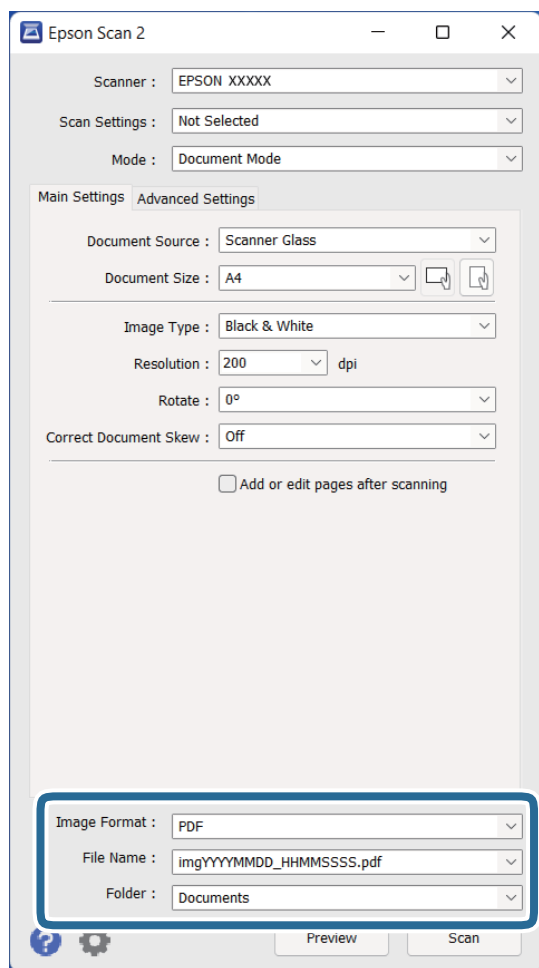 Epson Scan 2
Scanner : EPSON XXXXX
Scan Settings : Not Selected
Mode : Document Mode
Main Settings Advanced Settings
Document Source : Scanner Glass
Document Size : A4
Image Type : Black & White
Resolution : 200 dpi
Rotate : 0°
Correct Document Skew : Off
Add or edit pages after scanning
Image Format : PDF
File Name : imgYYYYMMDD_HHMMSSSS.pdf
Folder : Documents
? Preview Scan